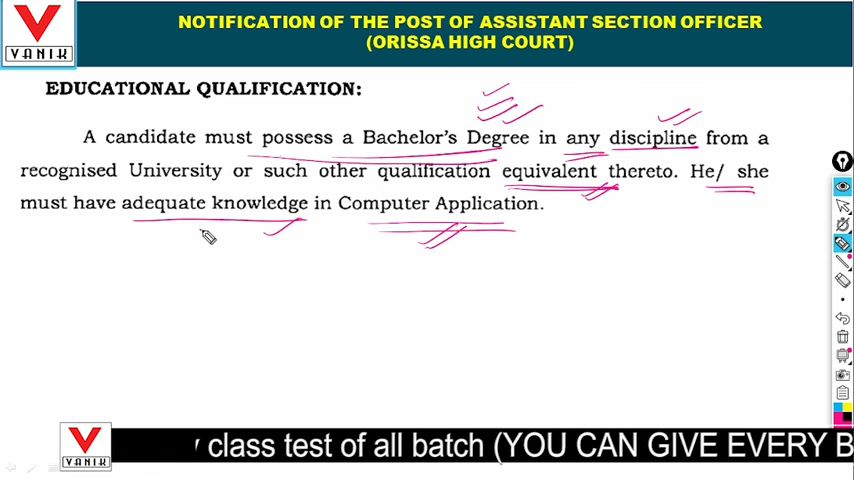 NOTIFICATION OF THE POST OF ASSISTANT SECTION OFFICER
(ORISSA HIGH COURT)
VANIK
EDUCATIONAL QUALIFICATION:
A candidate must possess a Bachelor's Degree in any discipline from a
recognised University or such other qualification equivalent thereto. He/ she
must have adequate knowledge in Computer Application.
VANIK
class test of all batch (YOU CAN GIVE EVERY B